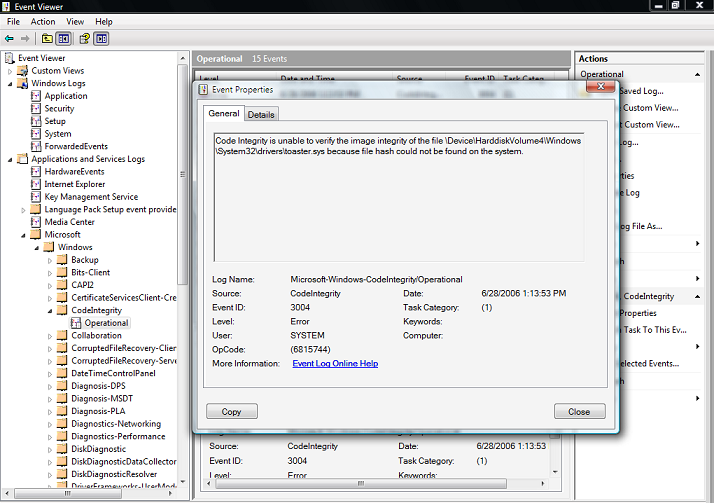 Event Viewer
File Action View Help
Event Viewer
Custom Views
Windows Logs
Application
Security
Setup
System
ForwardedEvents
Applications and Services Logs
HardwareEvents
Internet Explorer
Key Management Service
Language Pack Setup event provide
Media Center
Microsoft
Windows
Backup
Bits-Client
CAPI2
CertificateServicesClient-Cre
CodeIntegrity
Operational
Collaboration
CorruptedFileRecovery-Clien
CorruptedFileRecovery-Serve
DateTimeControlPanel
Diagnosis-DPS
Diagnosis-MSDT
Diagnosis-PLA
Diagnostics-Networking
Diagnostics-Performance
DiskDiagnostic
DiskDiagnosticDataCollector
DiskDiagnosticResolver
DriverFrameworks-UserMode
Operational 15 Events
Level Date and Time Source Event ID Task Categ...
Event Properties
General Details
Code Integrity is unable to verify the image integrity of the file \Device\HarddiskVolume4\Windows
\System32\drivers\toaster.sys because file hash could not be found on the system.
Log Name: Microsoft-Windows-CodeIntegrity/Operational
Source: CodeIntegrity Date: 6/28/2006 1:13:53 PM
Event ID: 3004 Task Category: (1)
Level: Error Keywords:
User: SYSTEM Computer:
OpCode: (6815744)
More Information: Event Log Online Help
Copy Close
Source: CodeIntegrity Date: 6/28/2006 1:13:53
Event ID: 3004 Task Category: (1)
Level: Error Keywords:
Actions
Operational
Saved Log...
Custom View...
t Custom View...
Log...
rties
e Log
og File As...
h
CodeIntegrity
Properties
Task To This Ev...
elected Events...
h